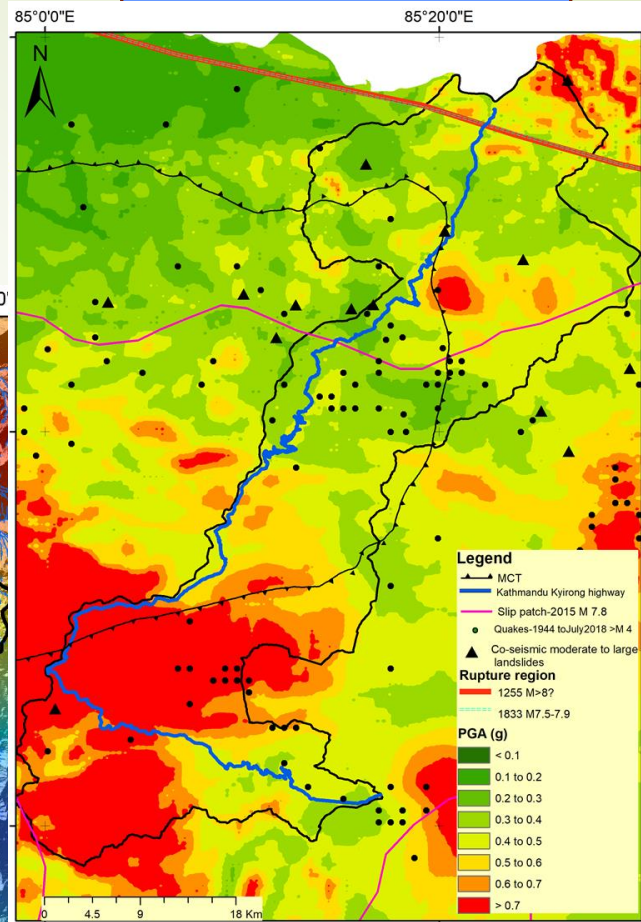 85°0'0"E
85°20'0"E
N
0'
Legend
MCT
Kathmandu Kyirong highway
Slip patch-2015 M 7.8
Quakes-1944 toJuly2018 >M 4
Co-seismic moderate to large
landslides
Rupture region
1255 M>8?
1833 M7.5-7.9
PGA (g)
< 0.1
0.1 to 0.2
0.2 to 0.3
0.3 to 0.4
0.4 to 0.5
0.5 to 0.6
0.6 to 0.7
> 0.7
0 4.5 9 18 Km